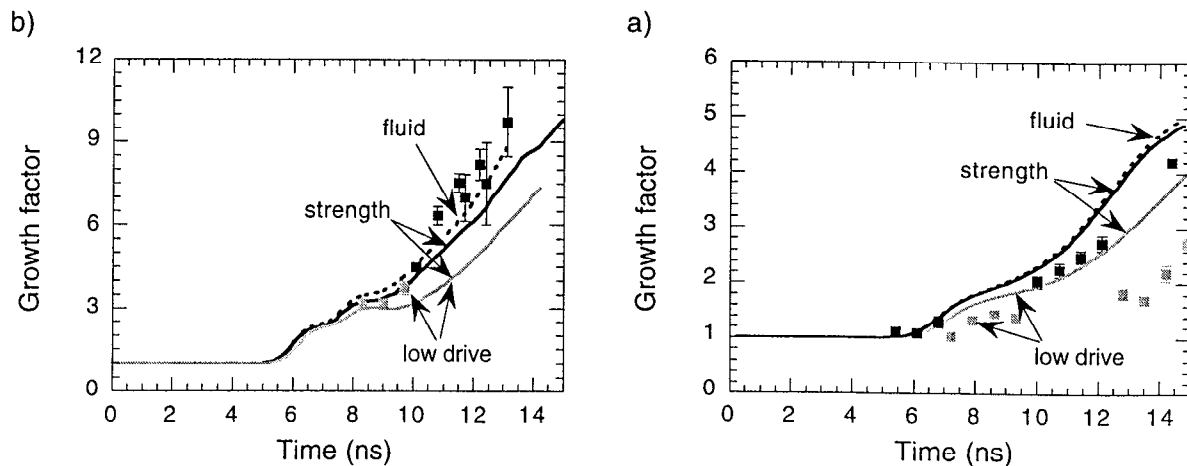 b)
12
9
6
3
0
Growth factor
fluid
strength
low drive
0 2 4 6 8 10 12 14
Time (ns)
a)
6
5
4
3
2
1
0
Growth factor
fluid
strength
low drive
0 2 4 6 8 10 12 14
Time (ns)